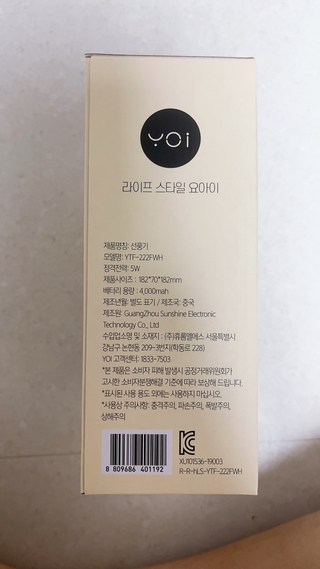 YOi
라이프 스타일 요아이
제품명칭: 선풍기
모델명: YTF-222FWH
정격전력: 5W
제품사이즈 : 182*70*182mm
배터리 용량 : 4,000mah
제조년월: 별도 표기 / 제조국: 중국
제조원: GuangZhou Sunshine Electronic
Technology Co., Ltd
수입업소명 및 소재지 : (주)휴롬엘에스 서울특별시
강남구 논현동 209-3번지(학동로 228)
YOI 고객센터: 1833-7503
*본 제품은 소비자 피해 발생시 공정거래위원회가
고시한 소비자분쟁해결 기준에 따라 보상해 드립니다.
*표시된 사용 용도 외에는 사용하지 마십시오.
*사용상 주의사항: 충격주의, 파손주의, 폭발주의,
상해주의
8 809686 401192
XU101536-19003
R-R-hLS-YTF-222FWH